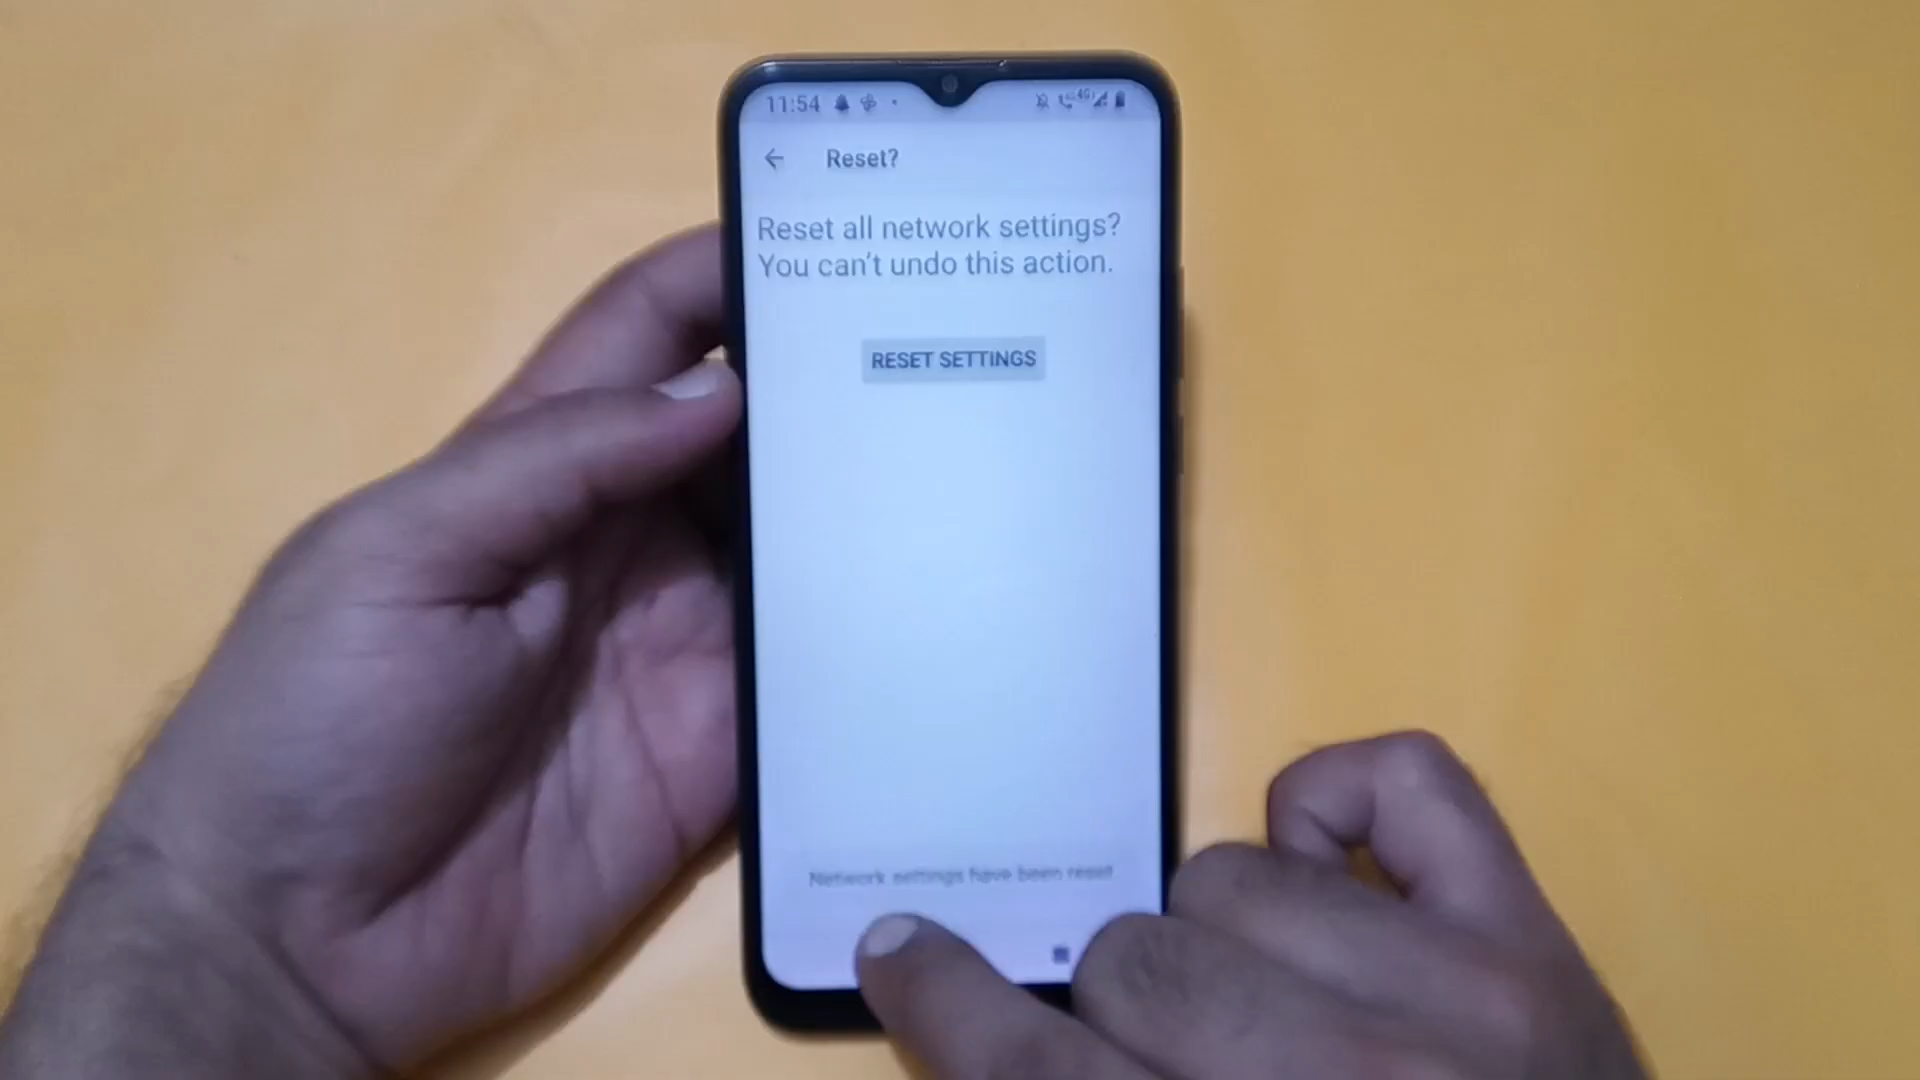 11:54
4G
Reset?
Reset all network settings?
You can't undo this action.
RESET SETTINGS
Network settings have been reset